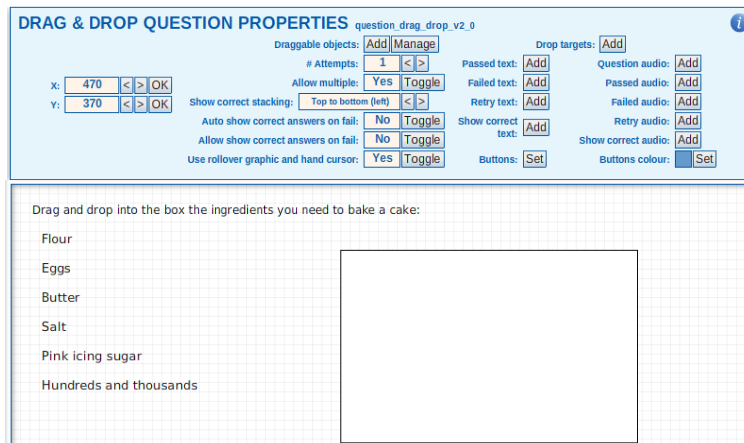 DRAG & DROP QUESTION PROPERTIES question_drag_drop_v2_0 i
Draggable objects: Add Manage Drop targets: Add
# Attempts: 1 < > Passed text: Add Question audio: Add
X: 470 < > OK Allow multiple: Yes Toggle Failed text: Add Passed audio: Add
Y: 370 < > OK Show correct stacking: Top to bottom (left) < > Retry text: Add Failed audio: Add
Auto show correct answers on fail: No Toggle Show correct text: Add Retry audio: Add
Allow show correct answers on fail: No Toggle Show correct audio: Add
Use rollover graphic and hand cursor: Yes Toggle Buttons: Set Buttons colour: Set
Drag and drop into the box the ingredients you need to bake a cake:
Flour
Eggs
Butter
Salt
Pink icing sugar
Hundreds and thousands